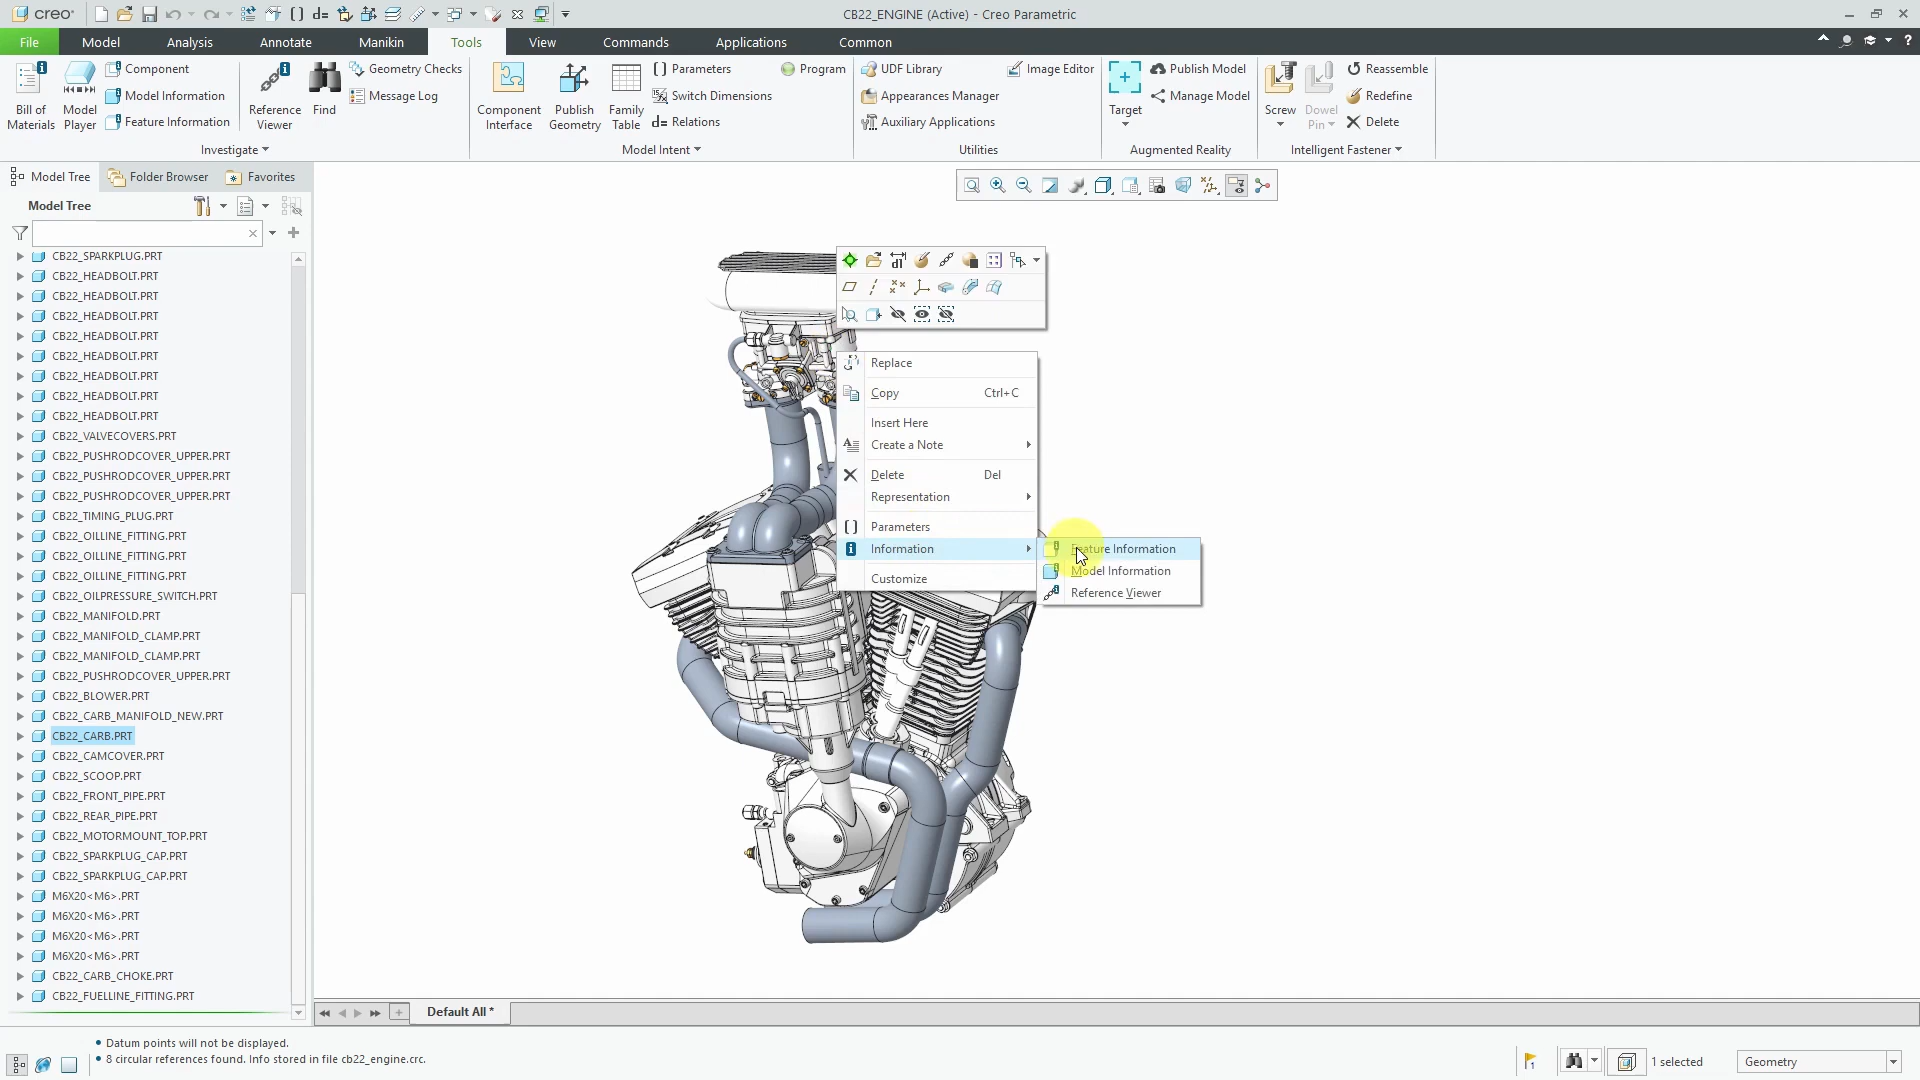 creo
CB22_ENGINE (Active) - Creo Parametric
File Model Analysis Annotate Manikin Tools View Commands Applications Common
Bill of Materials
Model Player
Component
Model Information
Feature Information
Reference Viewer
Find
Geometry Checks
Message Log
Investigate
Component Interface
Publish Geometry
Family Table
Parameters
Switch Dimensions
Relations
Program
Model Intent
UDF Library
Appearances Manager
Auxiliary Applications
Image Editor
Utilities
Target
Publish Model
Manage Model
Augmented Reality
Screw
Dowel Pin
Reassemble
Redefine
Delete
Intelligent Fastener
Model Tree Folder Browser Favorites
Model Tree
CB22_SPARKPLUG.PRT
CB22_HEADBOLT.PRT
CB22_HEADBOLT.PRT
CB22_HEADBOLT.PRT
CB22_HEADBOLT.PRT
CB22_HEADBOLT.PRT
CB22_HEADBOLT.PRT
CB22_HEADBOLT.PRT
CB22_HEADBOLT.PRT
CB22_VALVECOVERS.PRT
CB22_PUSHRODCOVER_UPPER.PRT
CB22_PUSHRODCOVER_UPPER.PRT
CB22_PUSHRODCOVER_UPPER.PRT
CB22_TIMING_PLUG.PRT
CB22_OILLINE_FITTING.PRT
CB22_OILLINE_FITTING.PRT
CB22_OILLINE_FITTING.PRT
CB22_OILPRESSURE_SWITCH.PRT
CB22_MANIFOLD.PRT
CB22_MANIFOLD_CLAMP.PRT
CB22_MANIFOLD_CLAMP.PRT
CB22_PUSHRODCOVER_UPPER.PRT
CB22_BLOWER.PRT
CB22_CARB_MANIFOLD_NEW.PRT
CB22_CARB.PRT
CB22_CAMCOVER.PRT
CB22_SCOOP.PRT
CB22_FRONT_PIPE.PRT
CB22_REAR_PIPE.PRT
CB22_MOTORMOUNT_TOP.PRT
CB22_SPARKPLUG_CAP.PRT
CB22_SPARKPLUG_CAP.PRT
M6X20<M6>.PRT
M6X20<M6>.PRT
M6X20<M6>.PRT
M6X20<M6>.PRT
CB22_CARB_CHOKE.PRT
CB22_FUELLINE_FITTING.PRT
Replace
Copy Ctrl+C
Insert Here
Create a Note
Delete Del
Representation
Parameters
Information
Customize
Feature Information
Model Information
Reference Viewer
Default All *
• Datum points will not be displayed.
• 8 circular references found. Info stored in file cb22_engine.crc.
1 selected
Geometry